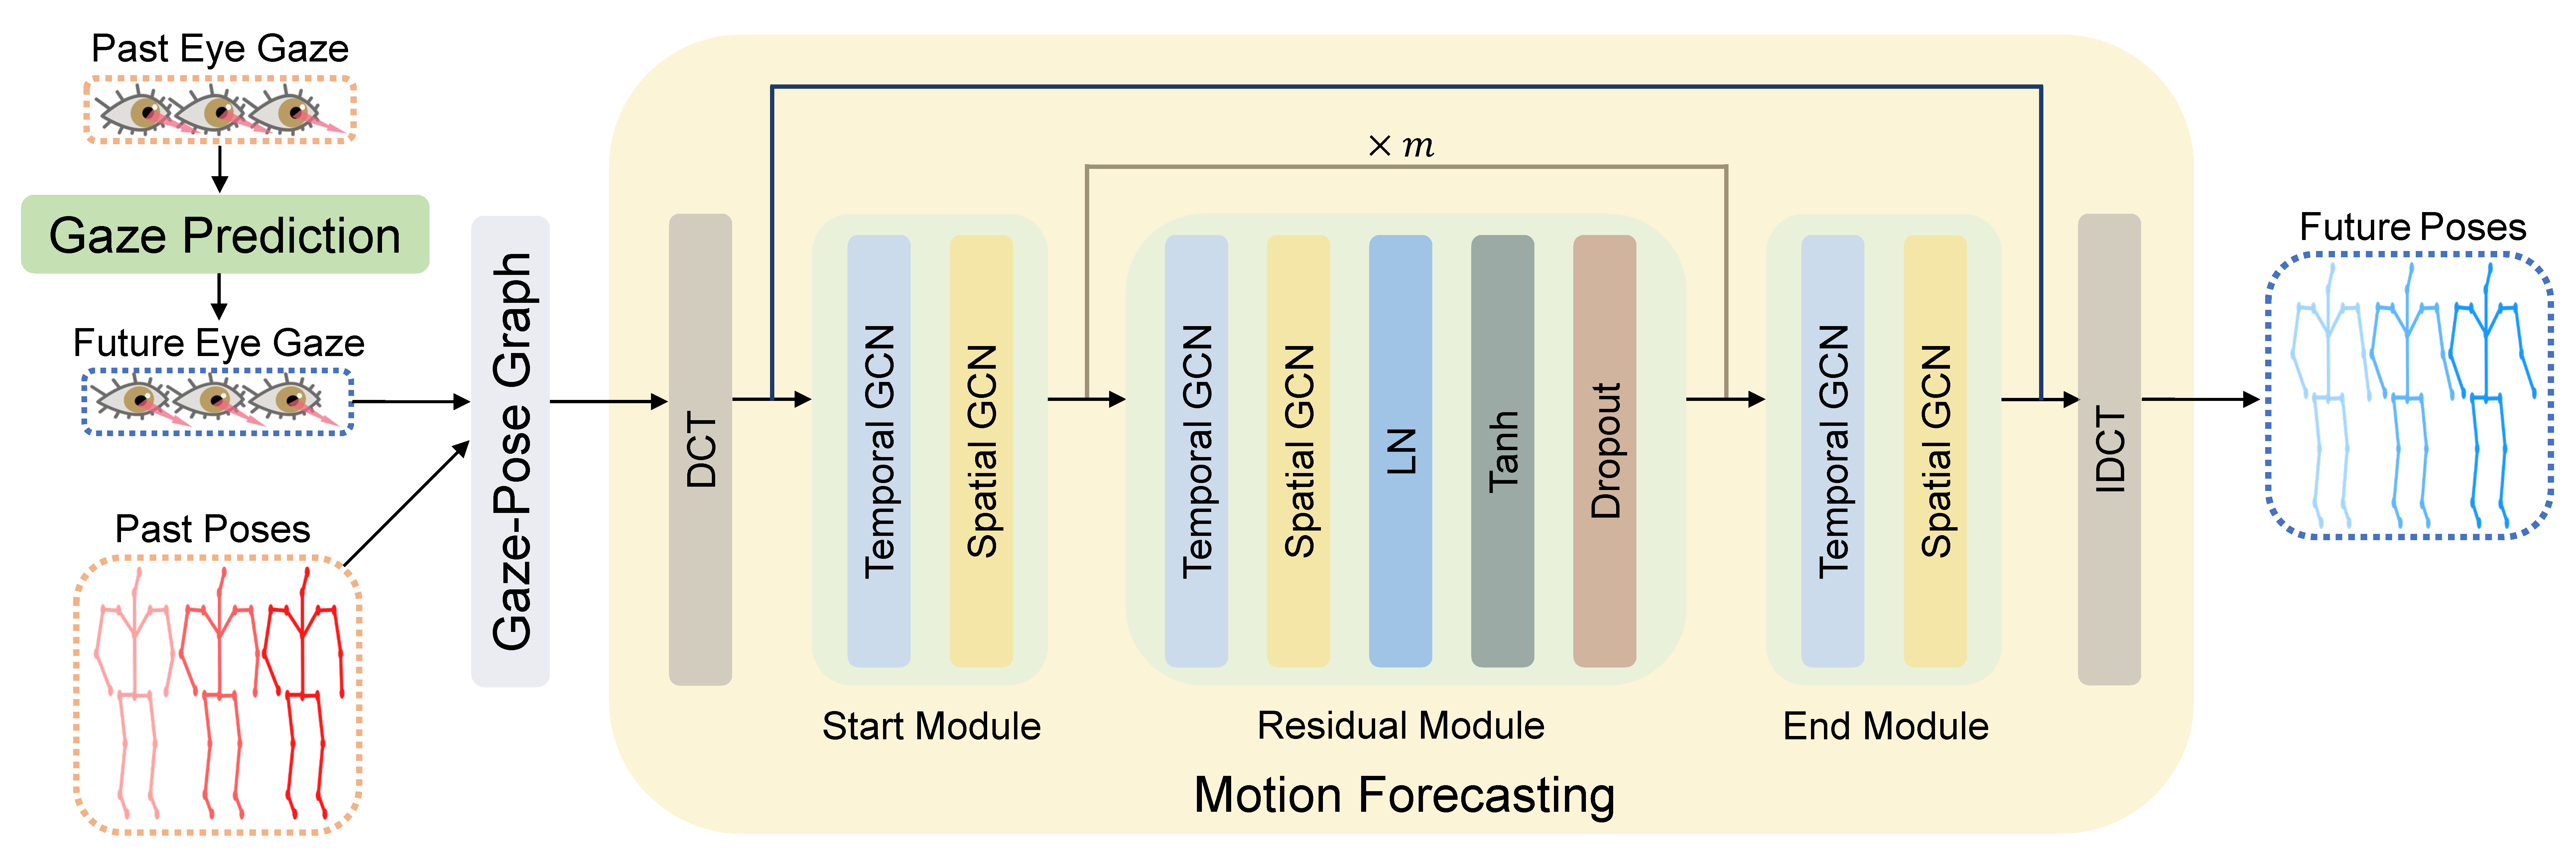 Past Eye Gaze
Gaze Prediction
Future Eye Gaze
Past Poses
Gaze-Pose Graph
DCT
Temporal GCN
Spatial GCN
Start Module
× m
Temporal GCN
Spatial GCN
LN
Tanh
Dropout
Residual Module
Temporal GCN
Spatial GCN
End Module
IDCT
Motion Forecasting
Future Poses